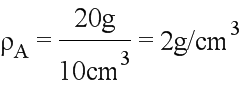 ρA = 20g / 10cm³ = 2g/cm³